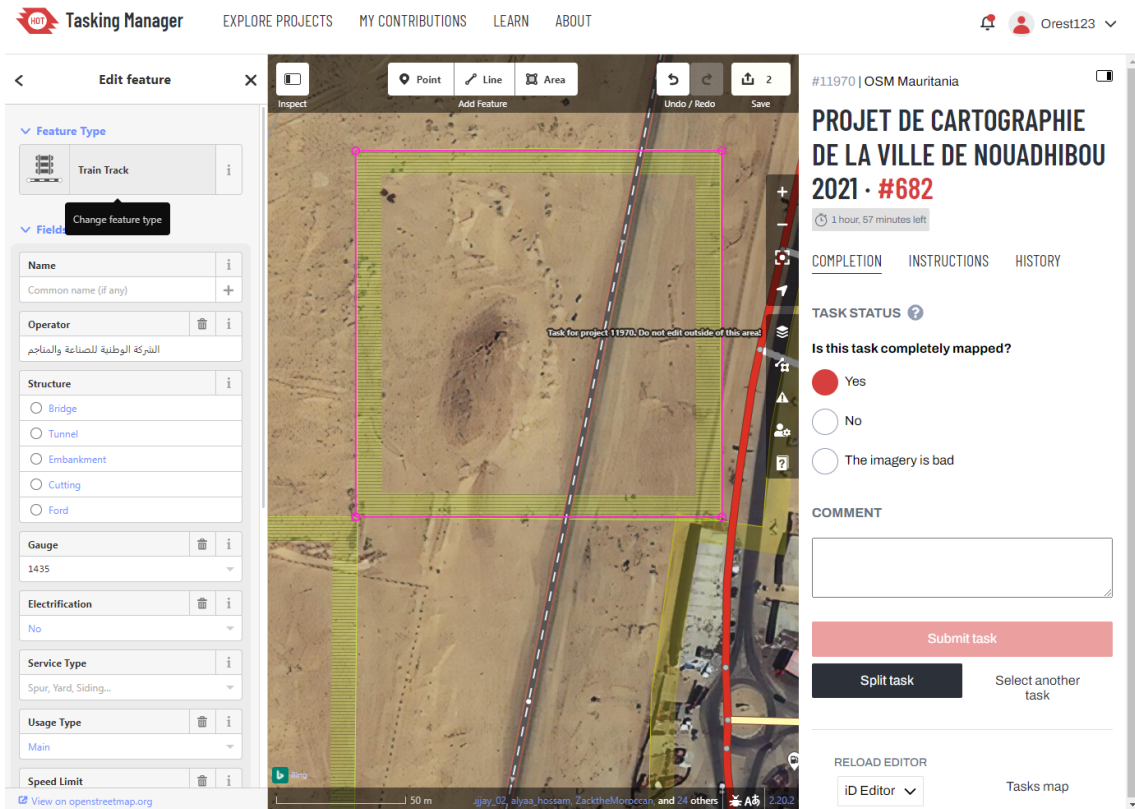 HOT Tasking Manager
EXPLORE PROJECTS
MY CONTRIBUTIONS
LEARN
ABOUT
Orest123
Edit feature
Feature Type
Train Track
Change feature type
Fields
Name
Common name (if any)
Operator
الشركة الوطنية للصناعة والمناجم
Structure
Bridge
Tunnel
Embankment
Cutting
Ford
Gauge
1435
Electrification
No
Service Type
Spur, Yard, Siding...
Usage Type
Main
Speed Limit
View on openstreetmap.org
Inspect
Point
Line
Area
Add Feature
Undo / Redo
2
Save
Task for project 11970. Do not edit outside of this area!
Bing
50 m
jjay_02, alyaa_hossam, ZacktheMoroccan, and 24 others
2.20.2
#11970 | OSM Mauritania
PROJET DE CARTOGRAPHIE
DE LA VILLE DE NOUADHIBOU
2021 · #682
1 hour, 57 minutes left
COMPLETION
INSTRUCTIONS
HISTORY
TASK STATUS ?
Is this task completely mapped?
Yes
No
The imagery is bad
COMMENT
Submit task
Split task
Select another
task
RELOAD EDITOR
iD Editor
Tasks map